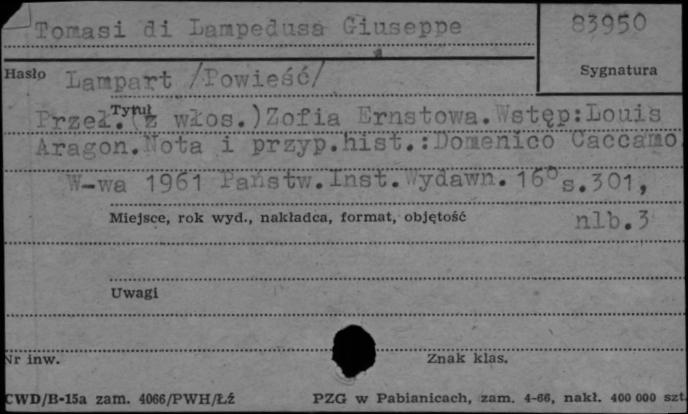 Tomasi di Lampedusa Giuseppe
83950
Hasło
Sygnatura
Lampart /Powieść/
Tytuł
Przeł.(z włos.)Zofia Ernstowa.Wstęp:Louis
Aragon.Nota i przyp.hist.:Domenico Caccamo.
W-wa 1961 Państw.Inst.Wydawn. 16° s.301,
Miejsce, rok wyd., nakładca, format, objętość
nlb.3
Uwagi
Nr inw.
Znak klas.
CWD/B-15a zam. 4066/PWH/Łź
PZG w Pabianicach, zam. 4-66, nakł. 400 000 szt.